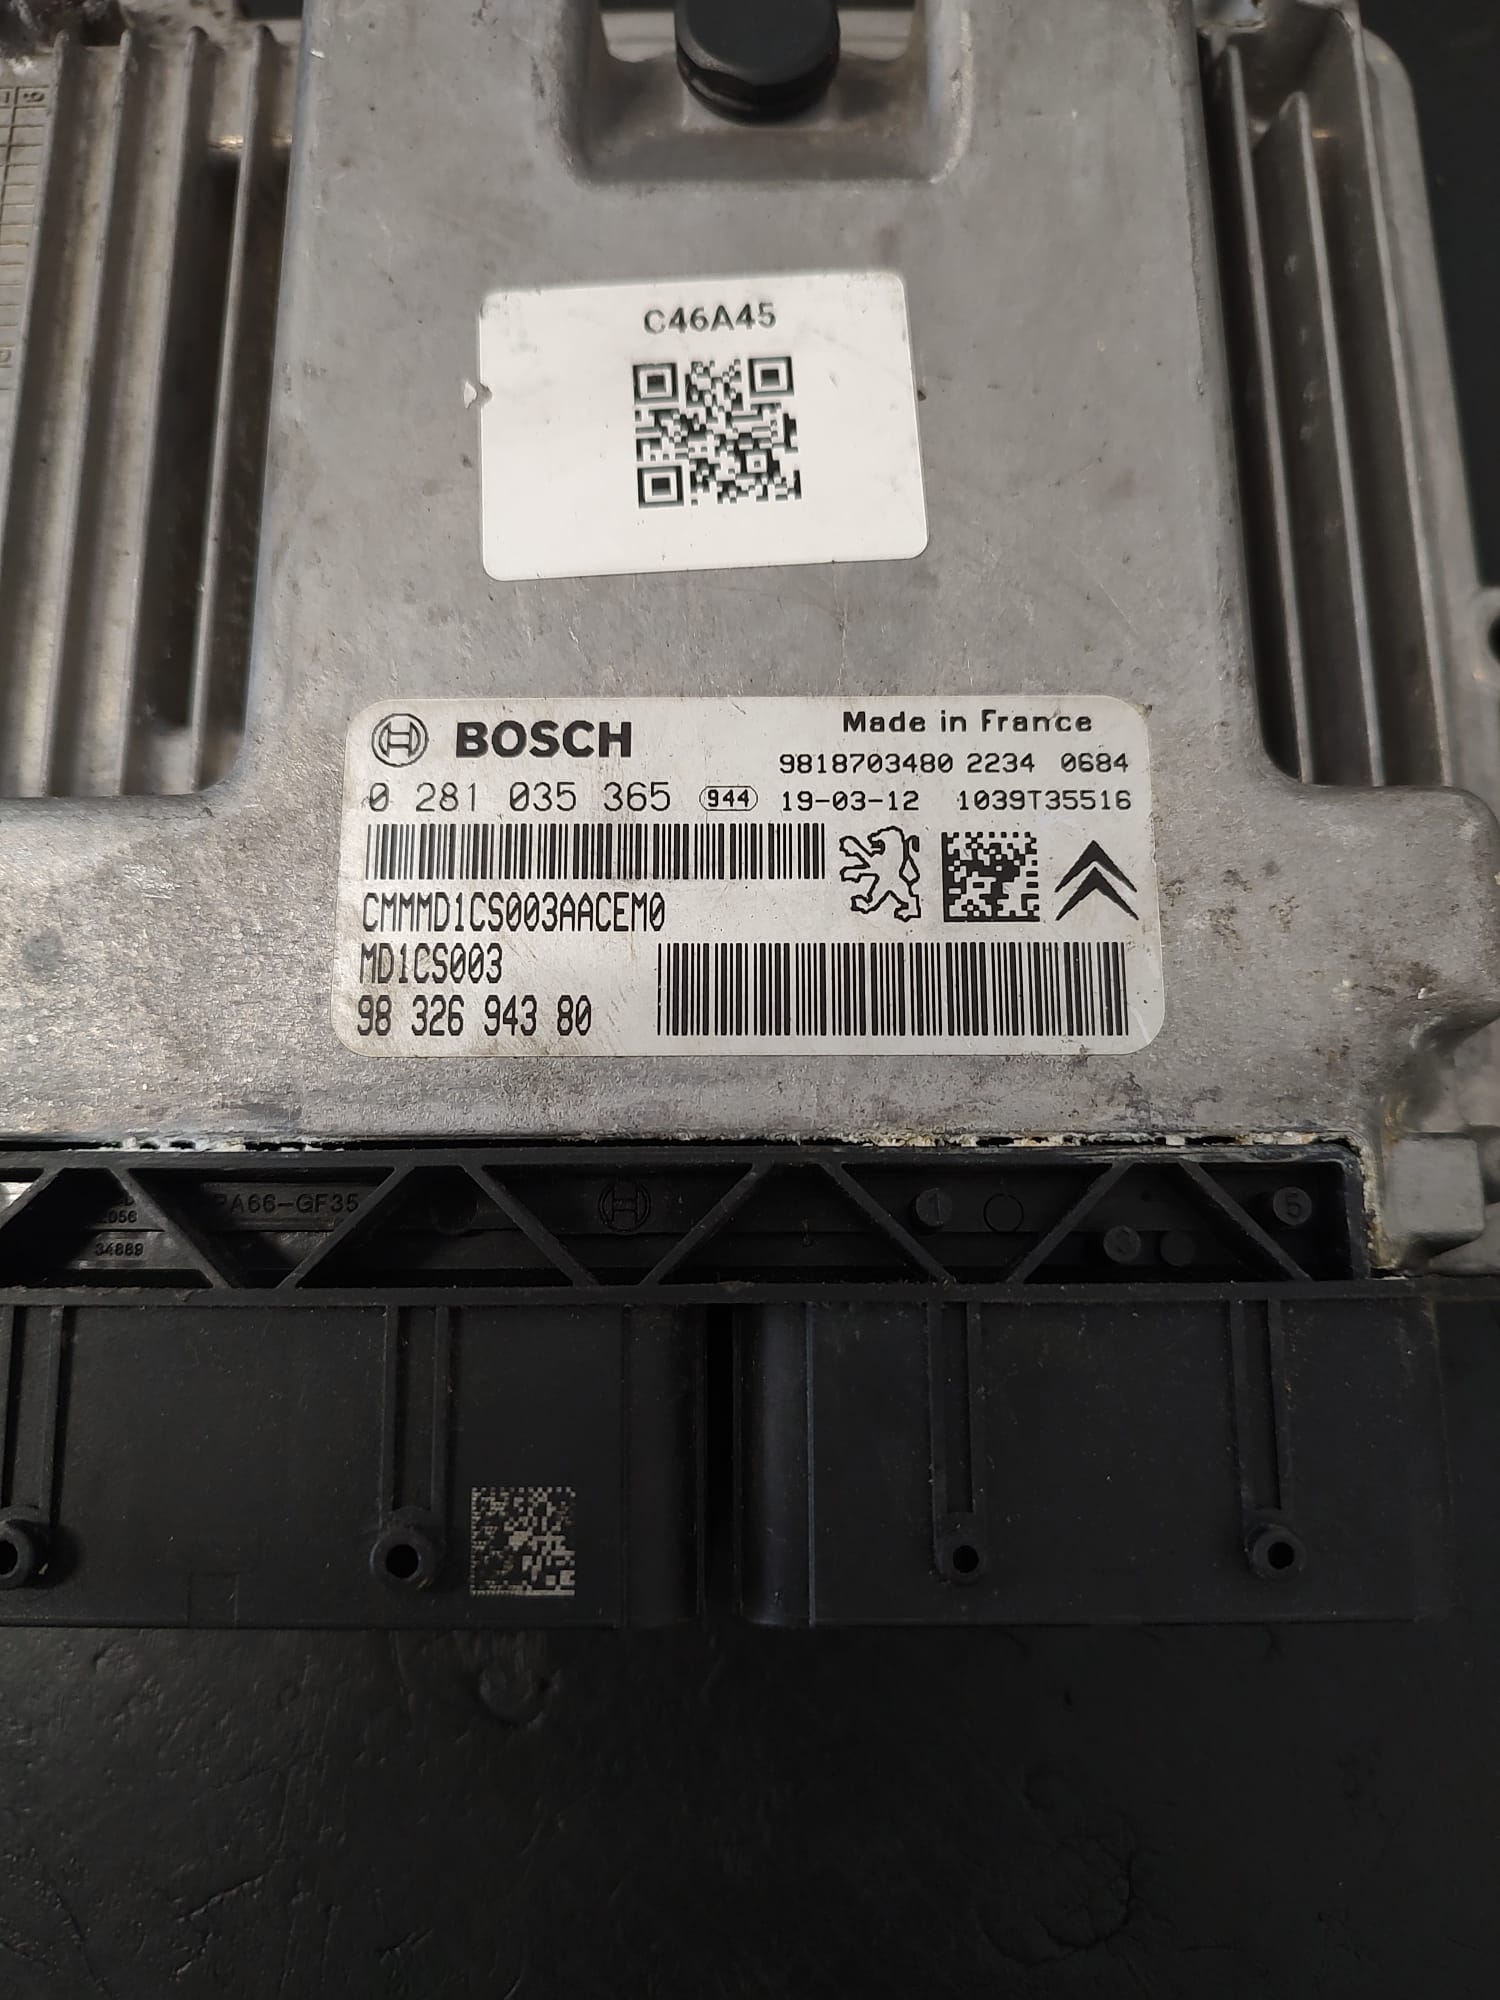 C46A45
BOSCH
Made in France
9818703480 2234 0684
0 281 035 365 944 19-03-12 1039T35516
CMMMD1CS003AACEM0
MD1CS003
98 326 943 80
PA66-GF35
34889
1
3
5